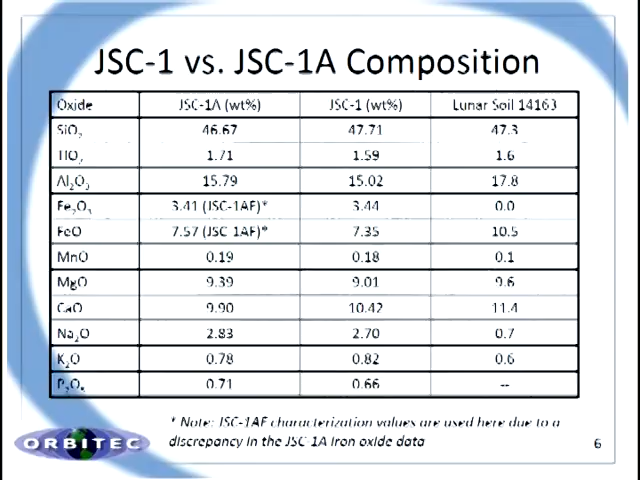 JSC-1 vs. JSC-1A Composition
Oxide JSC-1A (wt%) JSC-1 (wt%) Lunar Soil 14163
SiO₂ 46.67 47.71 47.3
TiO₂ 1.71 1.59 1.6
Al₂O₃ 15.79 15.02 17.8
Fe₂O₃ 3.41 (JSC-1AF)* 3.44 0.0
FeO 7.57 (JSC-1AF)* 7.35 10.5
MnO 0.19 0.18 0.1
MgO 9.39 9.01 9.6
CaO 9.90 10.42 11.4
Na₂O 2.83 2.70 0.7
K₂O 0.78 0.82 0.6
P₂O₅ 0.71 0.66 --
* Note: JSC-1AF characterization values are used here due to a
discrepancy in the JSC-1A iron oxide data
ORBITEC
6